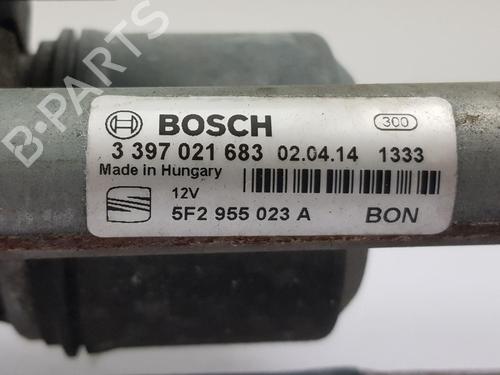 B-PARTS
BOSCH
300
3 397 021 683 02.04.14 1333
Made in Hungary
12V
5F2 955 023 A BON